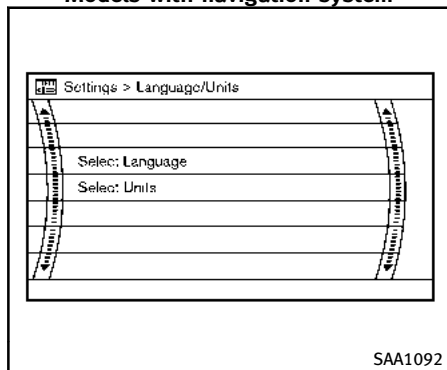 Models with navigation system
Settings > Language/Units
Select Language
Select Units
SAA1092